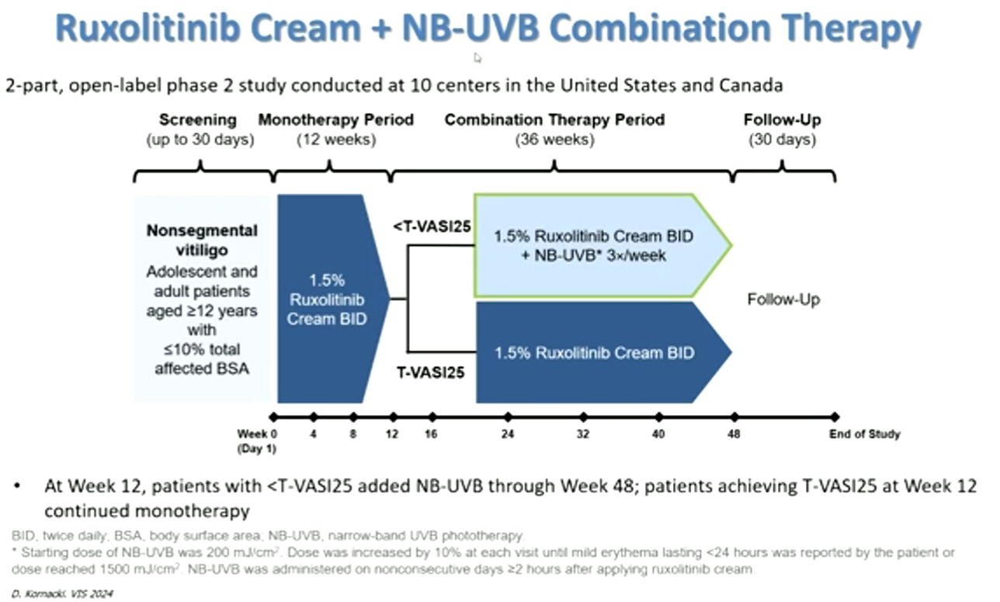 Ruxolitinib Cream + NB-UVB Combination Therapy
2-part, open-label phase 2 study conducted at 10 centers in the United States and Canada
Screening
(up to 30 days)
Monotherapy Period
(12 weeks)
Combination Therapy Period
(36 weeks)
Follow-Up
(30 days)
Nonsegmental
vitiligo
Adolescent and
adult patients
aged ≥12 years
with
≤10% total
affected BSA
1.5%
Ruxolitinib
Cream BID
<T-VASI25
1.5% Ruxolitinib Cream BID
+ NB-UVB* 3×/week
T-VASI25
1.5% Ruxolitinib Cream BID
Follow-Up
Week 0 4 8 12 16 24 32 40 48 End of Study
(Day 1)
• At Week 12, patients with <T-VASI25 added NB-UVB through Week 48; patients achieving T-VASI25 at Week 12
continued monotherapy
BID, twice daily; BSA, body surface area; NB-UVB, narrow-band UVB phototherapy.
* Starting dose of NB-UVB was 200 mJ/cm². Dose was increased by 10% at each visit until mild erythema lasting <24 hours was reported by the patient or
dose reached 1500 mJ/cm². NB-UVB was administered on nonconsecutive days ≥2 hours after applying ruxolitinib cream.
D. Kornacki. VIS 2024